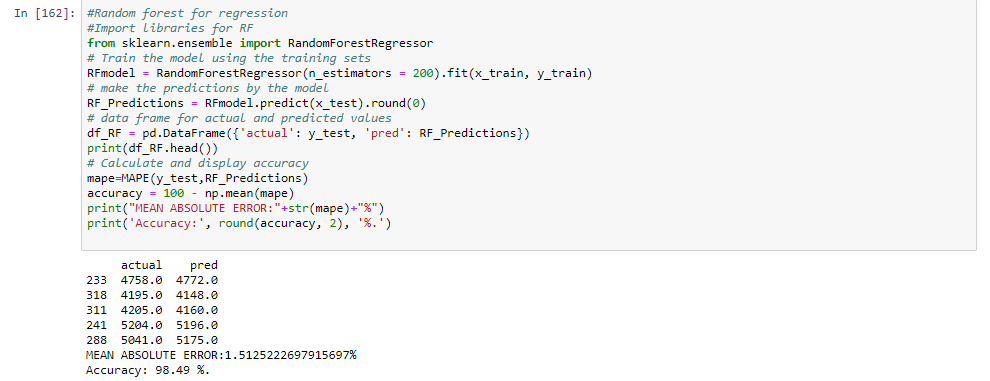 In [162]: #Random forest for regression
#Import libraries for RF
from sklearn.ensemble import RandomForestRegressor
# Train the model using the training sets
RFmodel = RandomForestRegressor(n_estimators = 200).fit(x_train, y_train)
# make the predictions by the model
RF_Predictions = RFmodel.predict(x_test).round(0)
# data frame for actual and predicted values
df_RF = pd.DataFrame({'actual': y_test, 'pred': RF_Predictions})
print(df_RF.head())
# Calculate and display accuracy
mape=MAPE(y_test,RF_Predictions)
accuracy = 100 - np.mean(mape)
print("MEAN ABSOLUTE ERROR:"+str(mape)+"%")
print('Accuracy:', round(accuracy, 2), '%.')
actual pred
233 4758.0 4772.0
318 4195.0 4148.0
311 4205.0 4160.0
241 5204.0 5196.0
288 5041.0 5175.0
MEAN ABSOLUTE ERROR:1.5125222697915697%
Accuracy: 98.49 %.